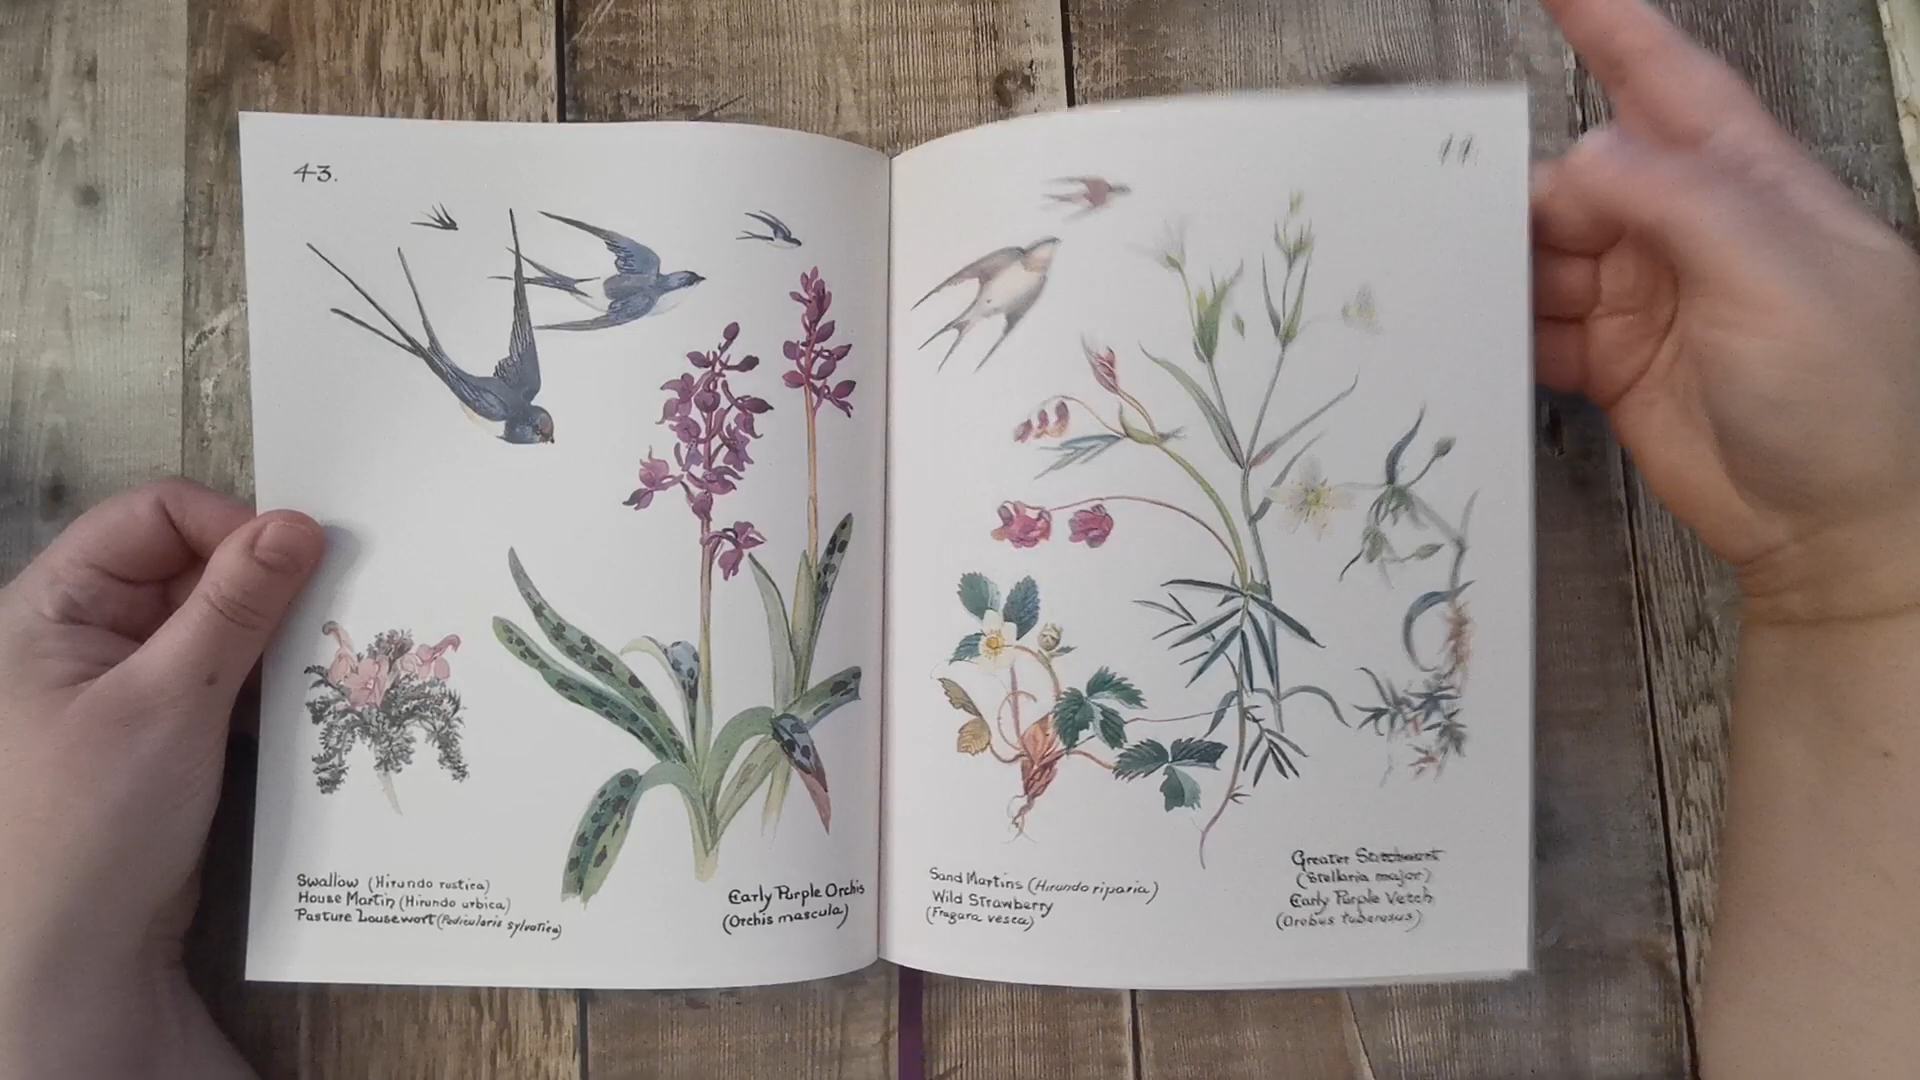 43.
Swallow (Hirundo rustica)
House Martin (Hirundo urbica)
Pasture Lousewort (Pedicularis sylvatica)
Early Purple Orchis
(Orchis mascula)
Sand Martins (Hirundo riparia)
Wild Strawberry
(Fragara vesca)
Greater Stitchwort
(Stellaria major)
Early Purple Vetch
(Orobus tuberosus)